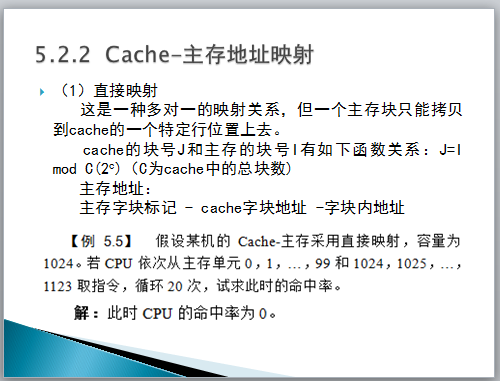 5.2.2 Cache-主存地址映射
（1）直接映射
这是一种多对一的映射关系，但一个主存块只能拷贝
到cache的一个特定行位置上去。
cache的块号J和主存的块号I有如下函数关系：J=I
mod C(2ᶜ)（C为cache中的总块数）
主存地址：
主存字块标记 - cache字块地址 -字块内地址
【例 5.5】 假设某机的 Cache-主存采用直接映射，容量为
1024。若 CPU 依次从主存单元 0，1，…，99 和 1024，1025，…，
1123 取指令，循环 20 次，试求此时的命中率。
解：此时 CPU 的命中率为 0。